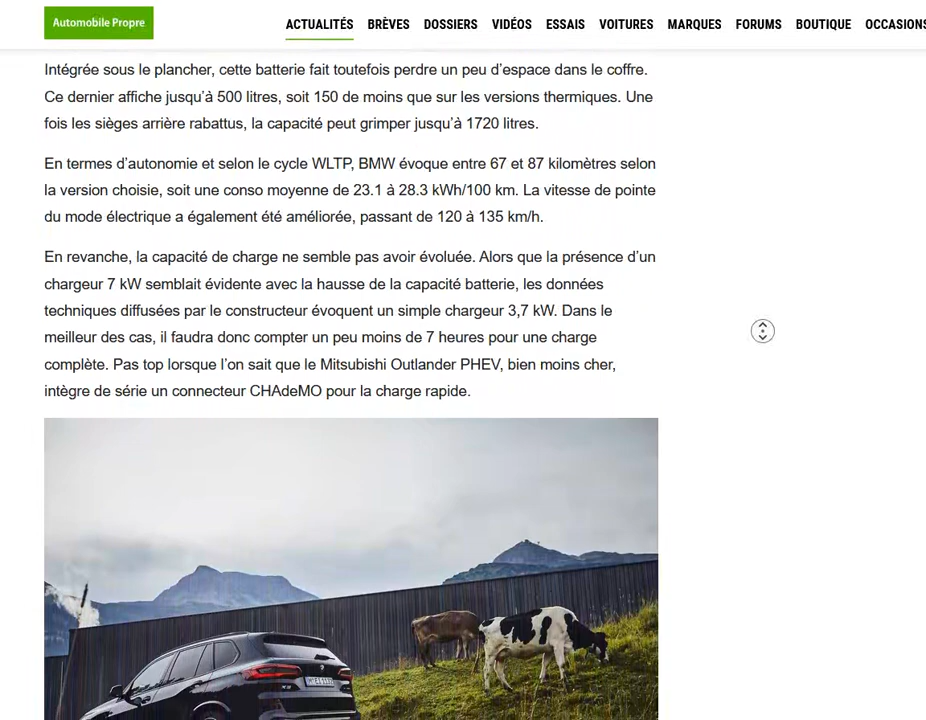 Automobile Propre
ACTUALITÉS BRÈVES DOSSIERS VIDÉOS ESSAIS VOITURES MARQUES FORUMS BOUTIQUE OCCASIONS
Intégrée sous le plancher, cette batterie fait toutefois perdre un peu d’espace dans le coffre.
Ce dernier affiche jusqu’à 500 litres, soit 150 de moins que sur les versions thermiques. Une
fois les sièges arrière rabattus, la capacité peut grimper jusqu’à 1720 litres.
En termes d’autonomie et selon le cycle WLTP, BMW évoque entre 67 et 87 kilomètres selon
la version choisie, soit une conso moyenne de 23.1 à 28.3 kWh/100 km. La vitesse de pointe
du mode électrique a également été améliorée, passant de 120 à 135 km/h.
En revanche, la capacité de charge ne semble pas avoir évoluée. Alors que la présence d’un
chargeur 7 kW semblait évidente avec la hausse de la capacité batterie, les données
techniques diffusées par le constructeur évoquent un simple chargeur 3,7 kW. Dans le
meilleur des cas, il faudra donc compter un peu moins de 7 heures pour une charge
complète. Pas top lorsque l’on sait que le Mitsubishi Outlander PHEV, bien moins cher,
intègre de série un connecteur CHAdeMO pour la charge rapide.